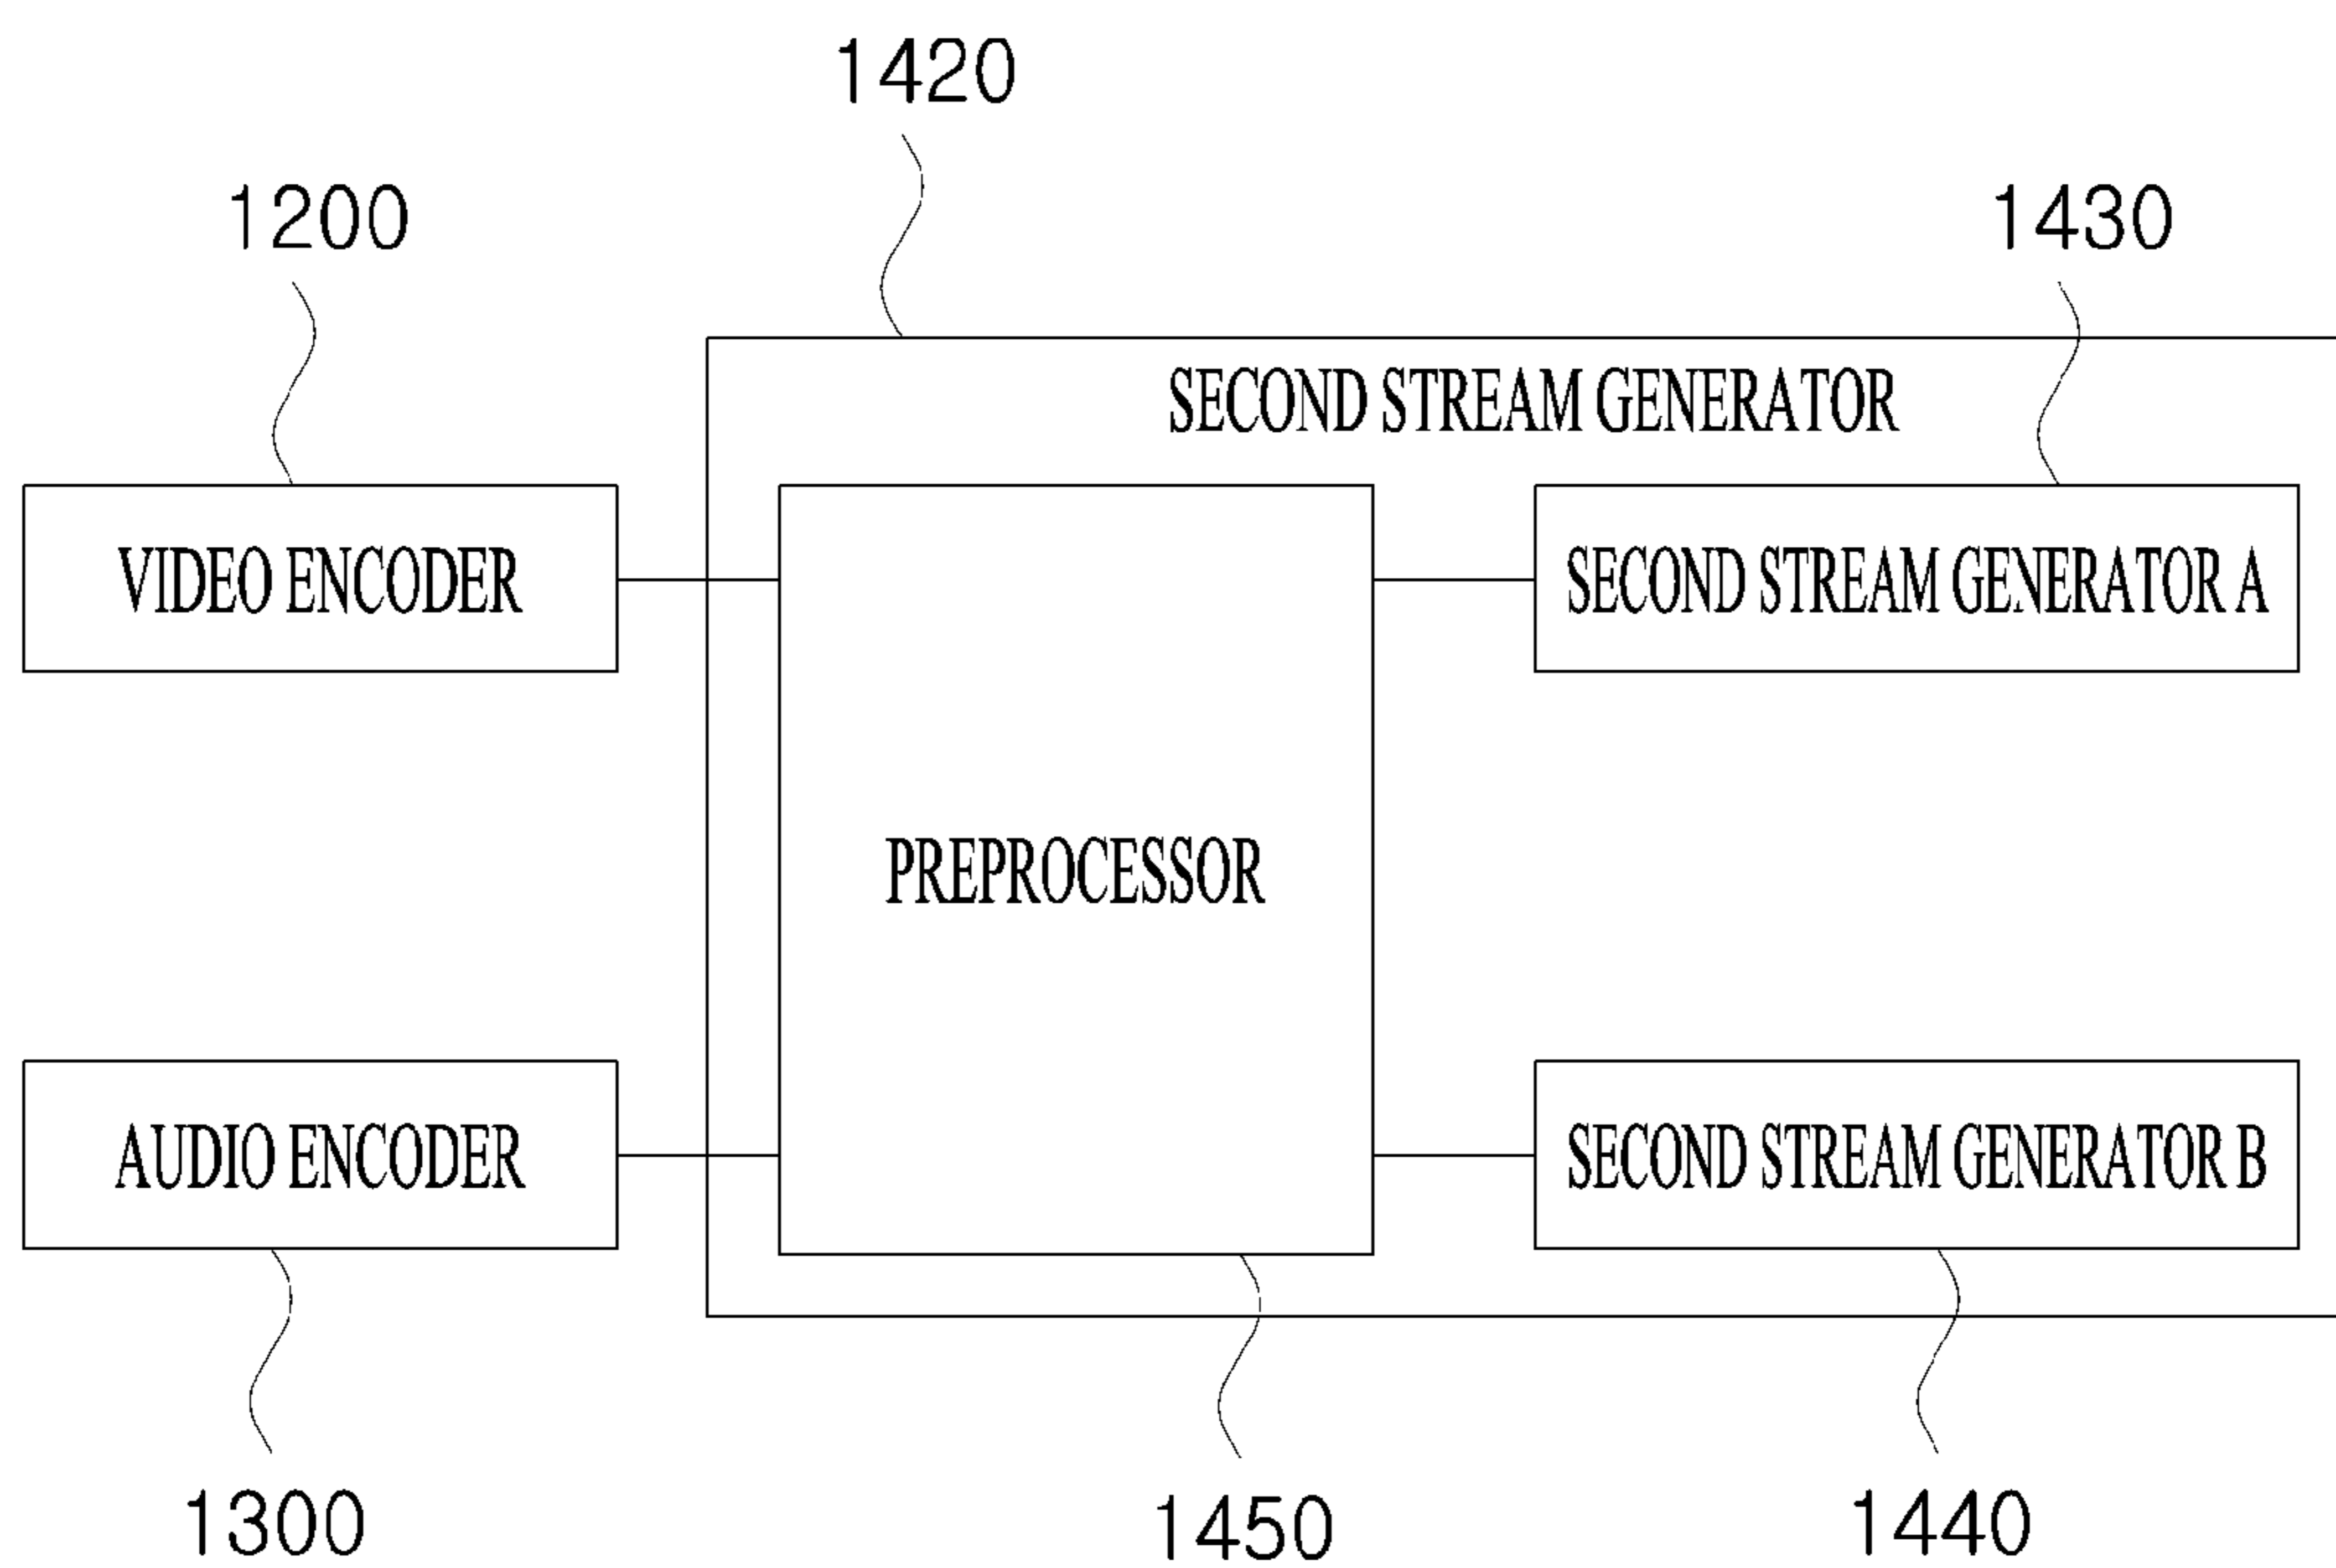 1420
1200
1430
SECOND STREAM GENERATOR
VIDEO ENCODER
SECOND STREAM GENERATOR A
PREPROCESSOR
AUDIO ENCODER
SECOND STREAM GENERATOR B
1300
1450
1440